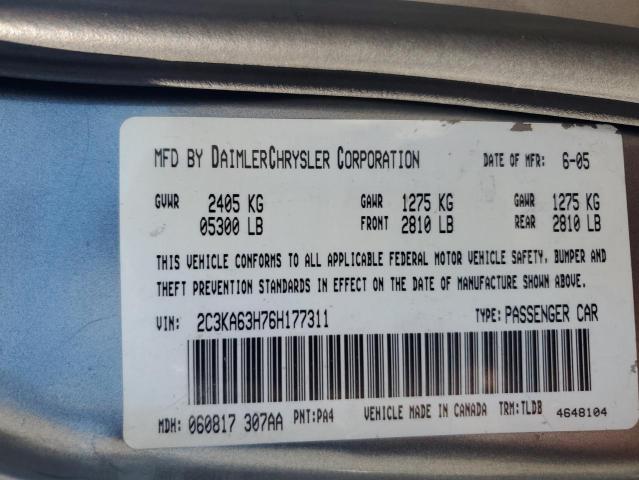 MFD BY DAIMLERCHRYSLER CORPORATION DATE OF MFR: 6-05
GVWR 2405 KG GAWR 1275 KG GAWR 1275 KG
05300 LB FRONT 2810 LB REAR 2810 LB
THIS VEHICLE CONFORMS TO ALL APPLICABLE FEDERAL MOTOR VEHICLE SAFETY, BUMPER AND
THEFT PREVENTION STANDARDS IN EFFECT ON THE DATE OF MANUFACTURE SHOWN ABOVE.
VIN: 2C3KA63H76H177311 TYPE: PASSENGER CAR
MDH: 060817 307AA PNT: PA4 VEHICLE MADE IN CANADA TRM: TLDB 4648104